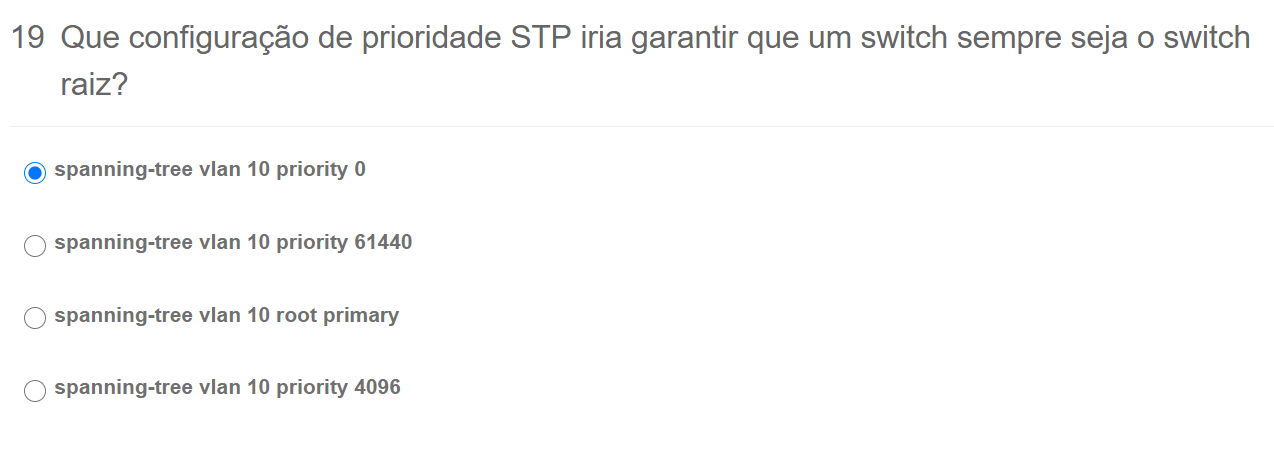 19 Que configuração de prioridade STP iria garantir que um switch sempre seja o switch
raiz?
spanning-tree vlan 10 priority 0
spanning-tree vlan 10 priority 61440
spanning-tree vlan 10 root primary
spanning-tree vlan 10 priority 4096